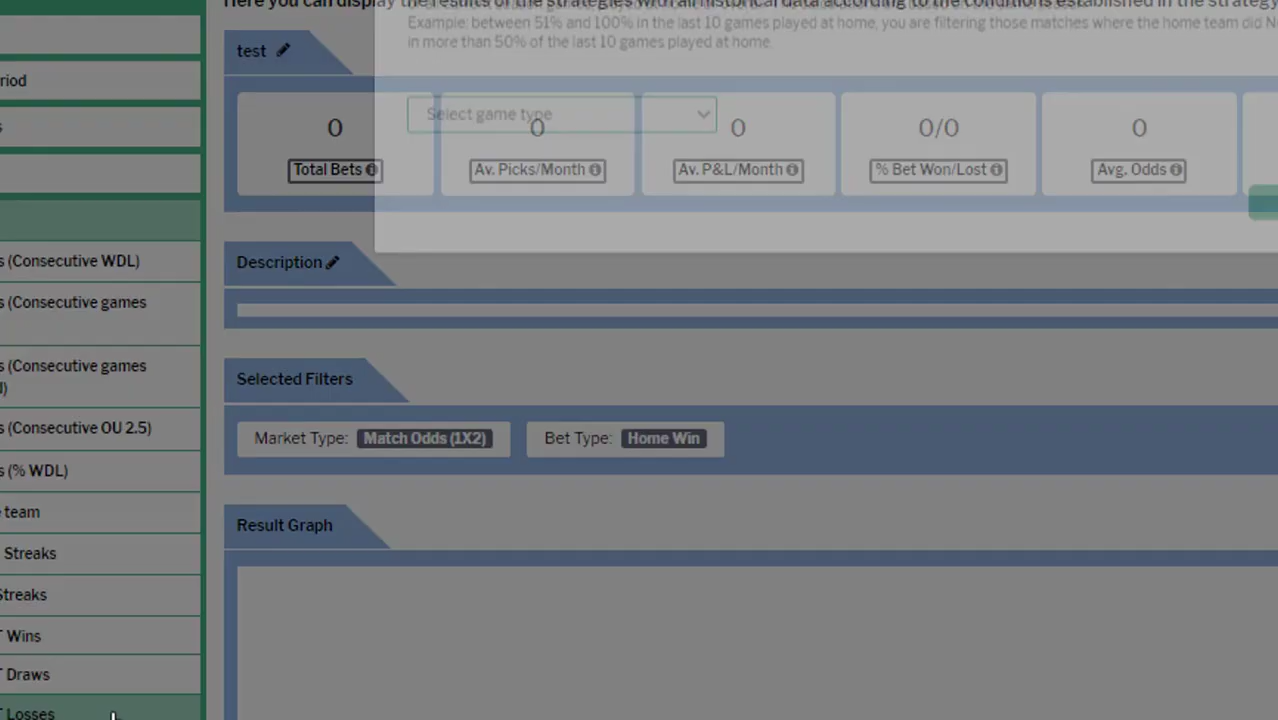 Here you can display the results of the strategies with all historical data according to the conditions established in the strategy
Example: between 51% and 100% in the last 10 games played at home, you are filtering those matches where the home team did N
in more than 50% of the last 10 games played at home.
test
Select game type
0
0
0
0/0
0
Total Bets
Av. Picks/Month
Av. P&L/Month
% Bet Won/Lost
Avg. Odds
Description
Selected Filters
Market Type: Match Odds (1X2)
Bet Type: Home Win
Result Graph
riod
s
s (Consecutive WDL)
s (Consecutive games
s (Consecutive games
d)
s (Consecutive OU 2.5)
s (% WDL)
team
Streaks
Streaks
T Wins
T Draws
T Losses